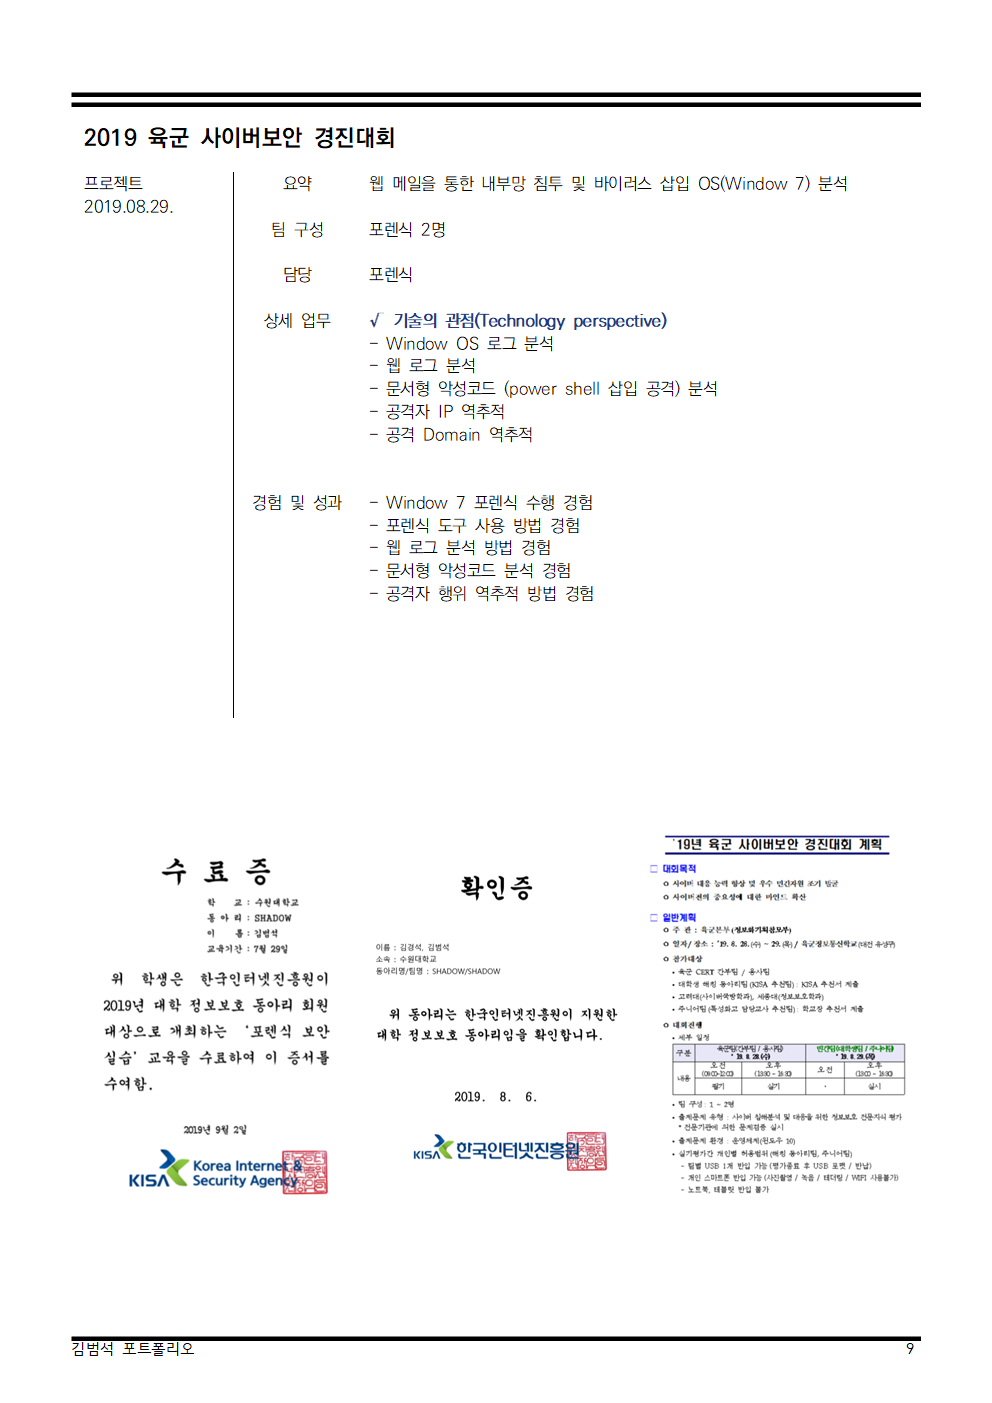 2019 육군 사이버보안 경진대회
프로젝트
2019.08.29.
요약 웹 메일을 통한 내부망 침투 및 바이러스 삽입 OS(Window 7) 분석
팀 구성 포렌식 2명
담당 포렌식
상세 업무 √ 기술의 관점(Technology perspective)
- Window OS 로그 분석
- 웹 로그 분석
- 문서형 악성코드 (power shell 삽입 공격) 분석
- 공격자 IP 역추적
- 공격 Domain 역추적
경험 및 성과 - Window 7 포렌식 수행 경험
- 포렌식 도구 사용 방법 경험
- 웹 로그 분석 방법 경험
- 문서형 악성코드 분석 경험
- 공격자 행위 역추적 방법 경험
수 료 증
학 교 : 수원대학교
동 아 리 : SHADOW
이 름 : 김범석
교육기간 : 7월 29일
위 학생은 한국인터넷진흥원이
2019년 대학 정보보호 동아리 회원
대상으로 개최하는 '포렌식 보안
실습' 교육을 수료하여 이 증서를
수여함.
2019년 9월 2일
KISA Korea Internet &
Security Agency
확인증
이름 : 김경석, 김범석
소속 : 수원대학교
동아리명/팀명 : SHADOW/SHADOW
위 동아리는 한국인터넷진흥원이 지원한
대학 정보보호 동아리임을 확인합니다.
2019. 8. 6.
KISA 한국인터넷진흥원
'19년 육군 사이버보안 경진대회 계획
□ 대회목적
ㅇ 사이버 대응 능력 향상 및 우수 민간자원 조기 발굴
ㅇ 사이버전의 중요성에 대한 마인드 확산
□ 일반계획
ㅇ 주 관 : 육군본부(정보화기획참모부)
ㅇ 일자/장소 : '19. 8. 28.(수) ~ 29.(목) / 육군정보통신학교(대전 유성구)
ㅇ 참가대상
• 육군 CERT 간부팀 / 용사팀
• 대학생 해킹 동아리팀(KISA 추천팀) : KISA 추천서 제출
• 고려대(사이버국방학과), 세종대(정보보호학과)
• 주니어팀(특성화고 담당교사 추천팀) : 학교장 추천서 제출
ㅇ 대회진행
• 세부 일정
구분 육군팀(간부팀 / 용사팀) 민간팀(대학생팀 / 주니어팀)
* 19. 8. 28.(수) * 19. 8. 29.(목)
내용 오전 오후 오전 오후
(09:00-12:00) (13:30 ~ 16:30) (13:00 ~ 16:30)
필기 실기 - 실시
• 팀 구성 : 1 ~ 2명
• 출제문제 유형 : 사이버 침해분석 및 대응을 위한 정보보호 전문지식 평가
* 전문기관에 의한 문제검증 실시
• 출제문제 환경 : 운영체제(윈도우 10)
• 실기평가간 개인별 허용범위(해킹 동아리팀, 주니어팀)
- 팀별 USB 1개 반입 가능(평가종료 후 USB 포맷 / 반납)
- 개인 스마트폰 반입 가능(사진촬영 / 녹음 / 테더링 / WIFI 사용불가)
- 노트북, 테블릿 반입 불가
김범석 포트폴리오 9